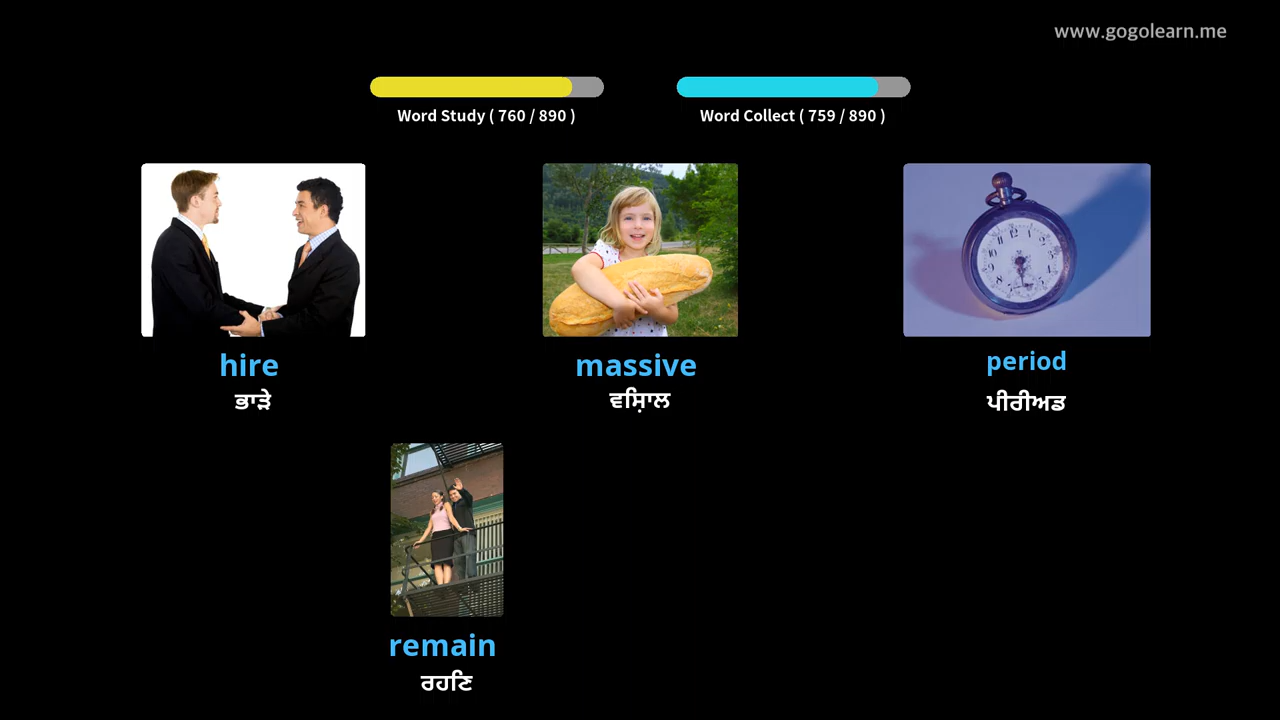 www.gogolearn.me
Word Study ( 760 / 890 )
Word Collect ( 759 / 890 )
hire
ਭਾੜੇ
massive
ਵਸਿ਼ਾਲ
period
ਪੀਰੀਅਡ
remain
ਰਹਣਿ